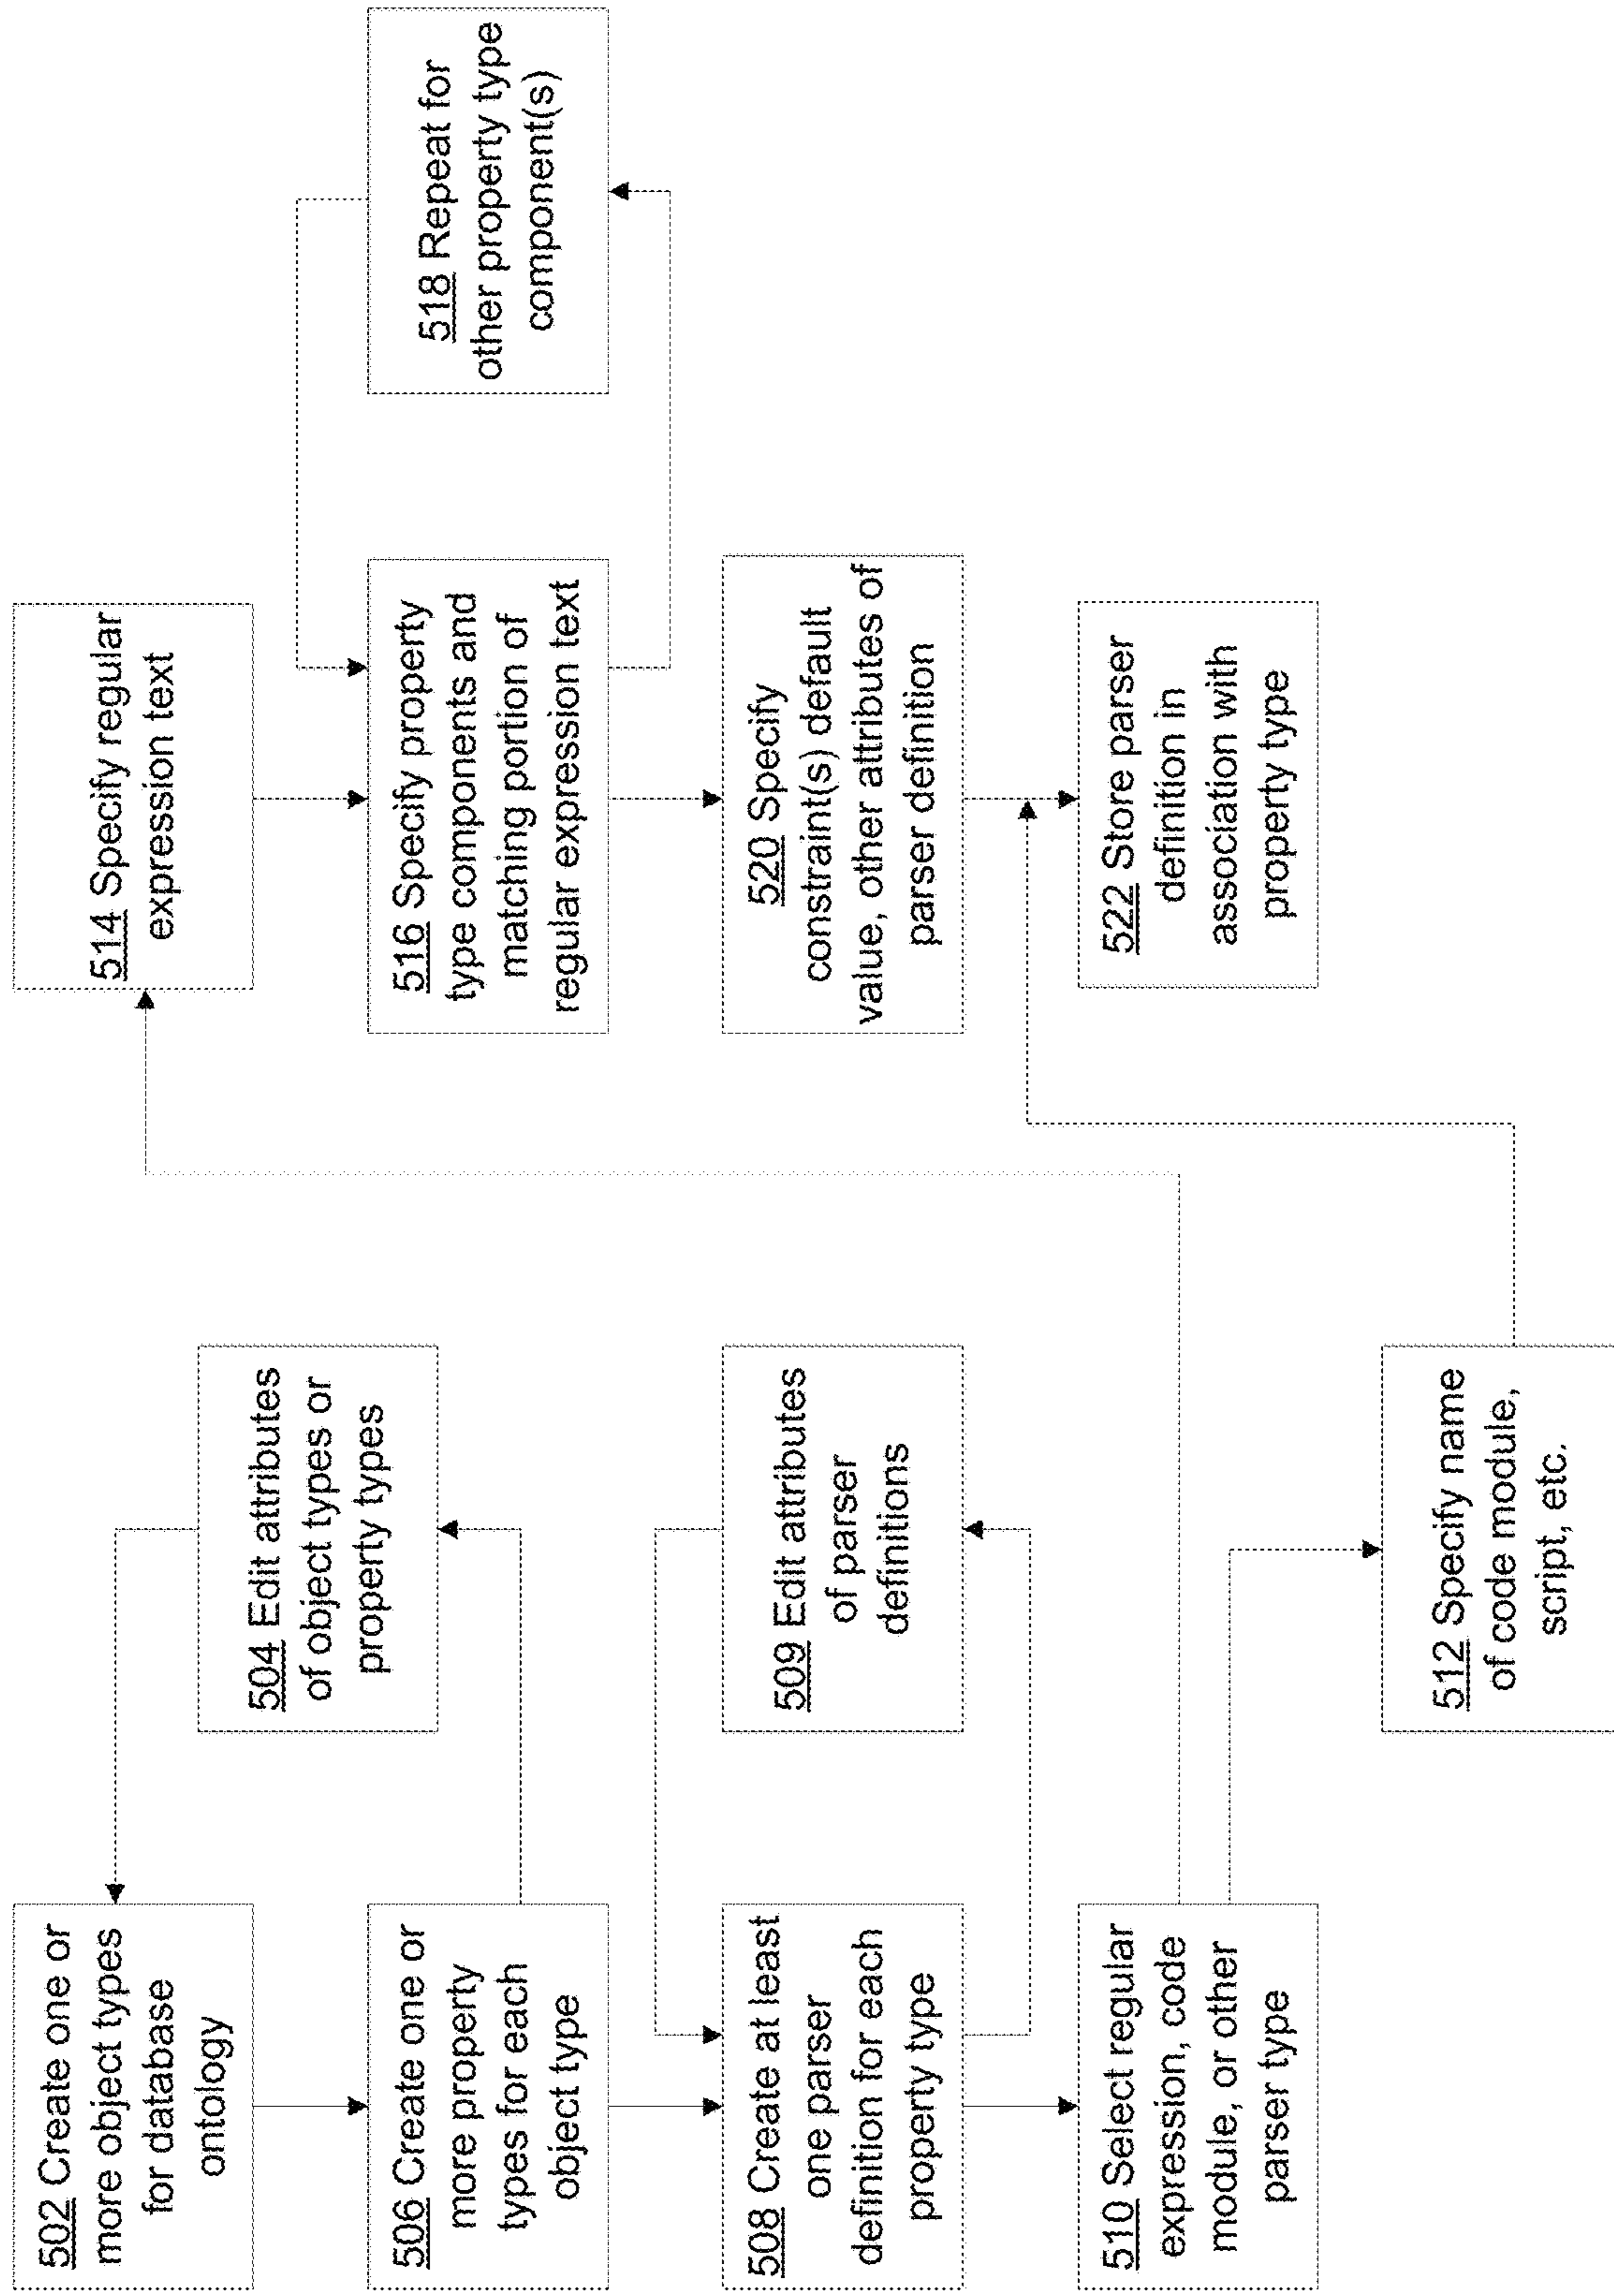 502 Create one or
more object types
for database
ontology
504 Edit attributes
of object types or
property types
506 Create one or
more property
types for each
object type
508 Create at least
one parser
definition for each
property type
509 Edit attributes
of parser
definitions
510 Select regular
expression, code
module, or other
parser type
512 Specify name
of code module,
script, etc.
514 Specify regular
expression text
516 Specify property
type components and
matching portion of
regular expression text
518 Repeat for
other property type
component(s)
520 Specify
constraint(s) default
value, other attributes of
parser definition
522 Store parser
definition in
association with
property type